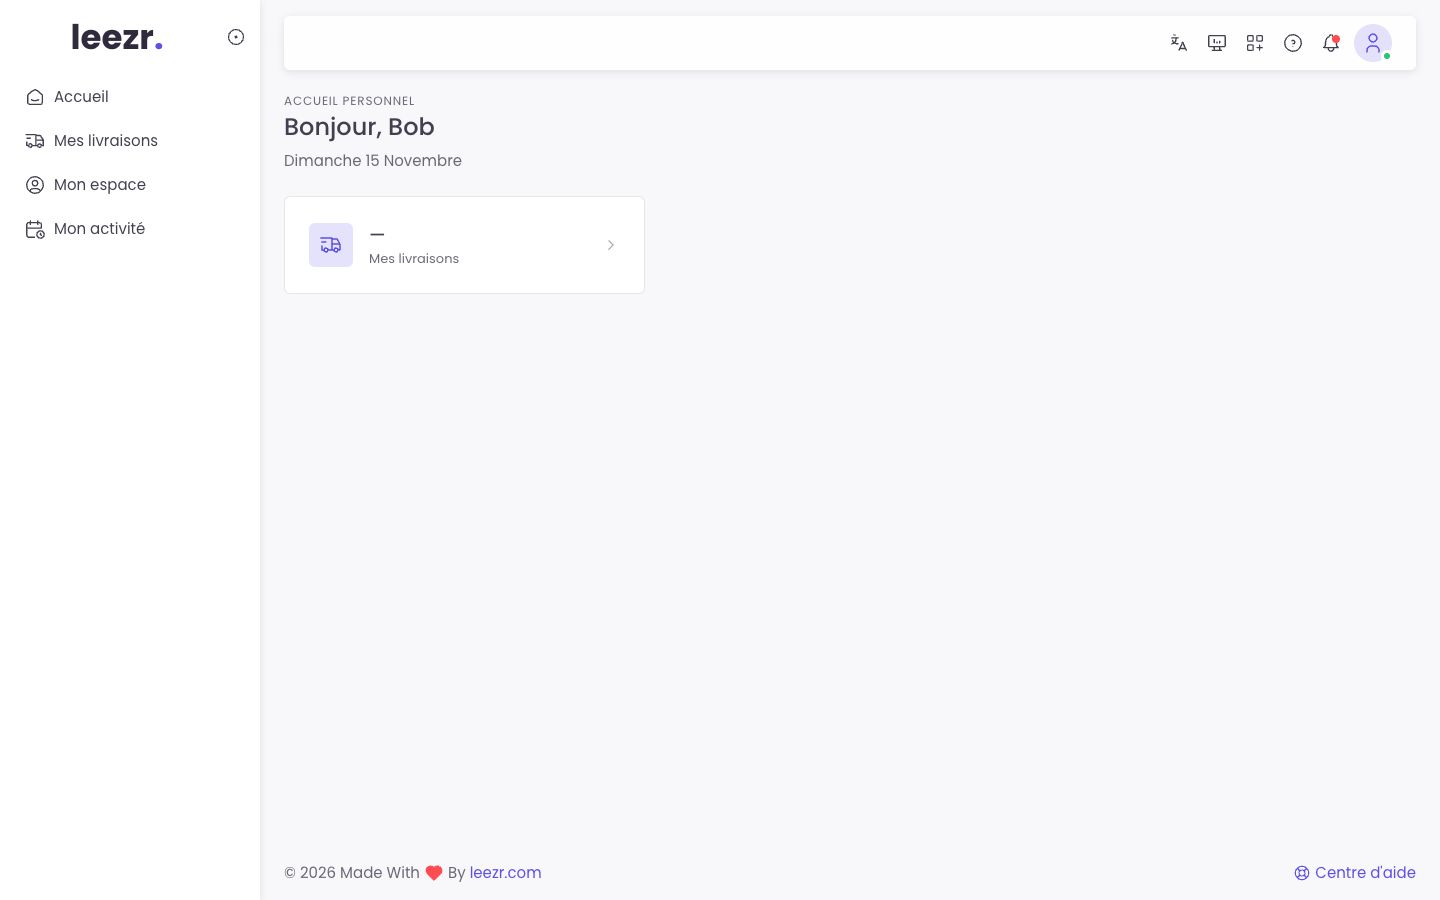 leezr.
Accueil
Mes livraisons
Mon espace
Mon activité
ACCUEIL PERSONNEL
Bonjour, Bob
Dimanche 15 Novembre
—
Mes livraisons
© 2026 Made With ❤ By leezr.com
Centre d'aide